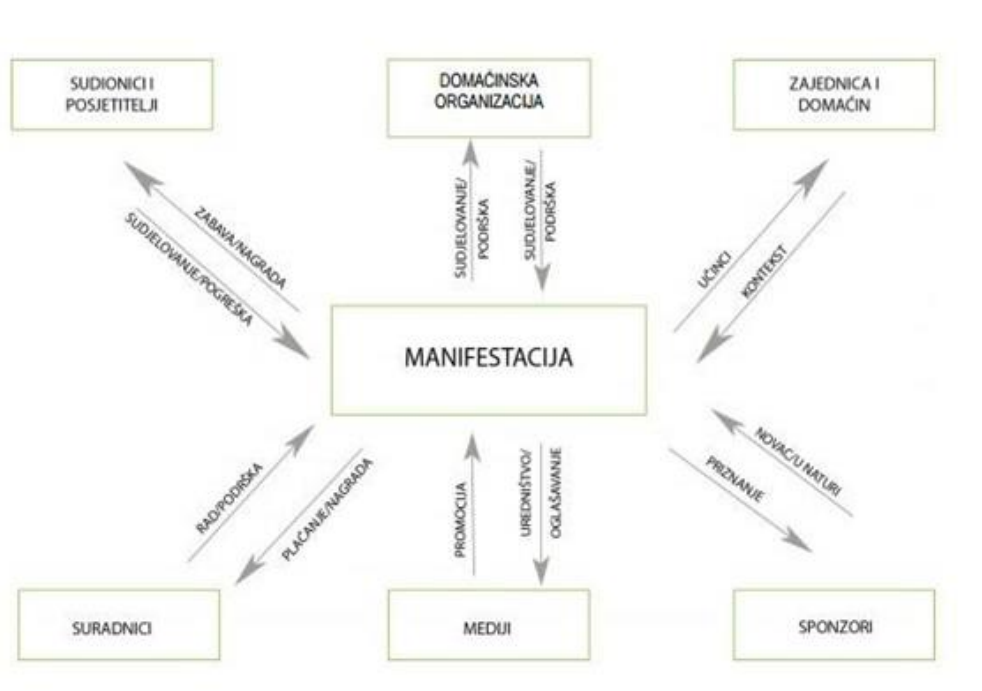 SUDIONICI I
POSJETITELJI
DOMAĆINSKA
ORGANIZACIJA
ZAJEDNICA I
DOMAĆIN
ZABAVA/NAGRADA
SUDJELOVANJE/POGREŠKA
SUDJELOVANJE/
PODRŠKA
SUDJELOVANJE/
PODRŠKA
UČINCI
KONTEKST
MANIFESTACIJA
RAD/PODRŠKA
PLAĆANJE/NAGRADA
PROMOCIJA
UREDNIŠTVO/
OGLAŠAVANJE
PRIZNANJE
NOVAC/U NATURI
SURADNICI
MEDIJI
SPONZORI